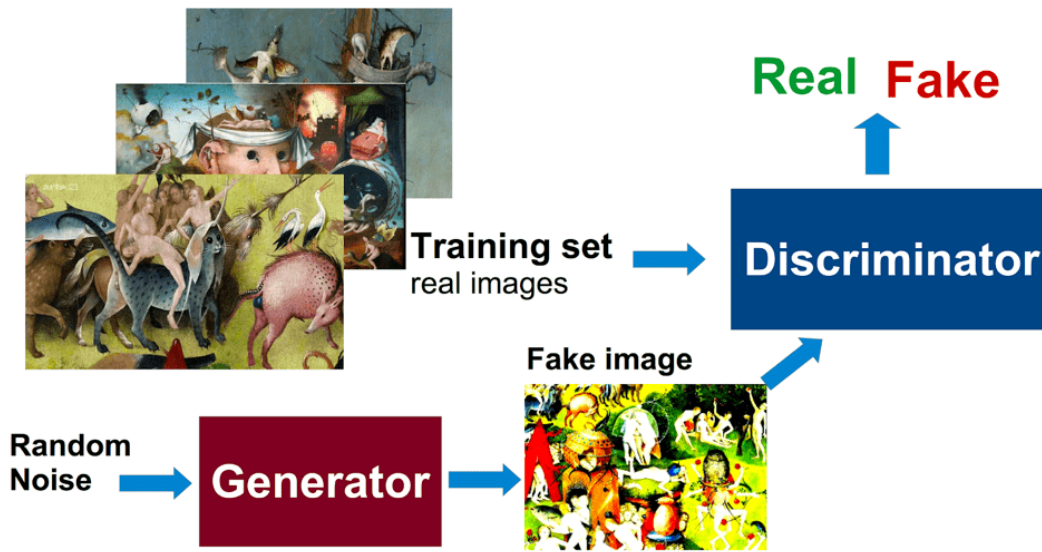 Real Fake
Discriminator
Training set
real images
Fake image
Random
Noise
Generator